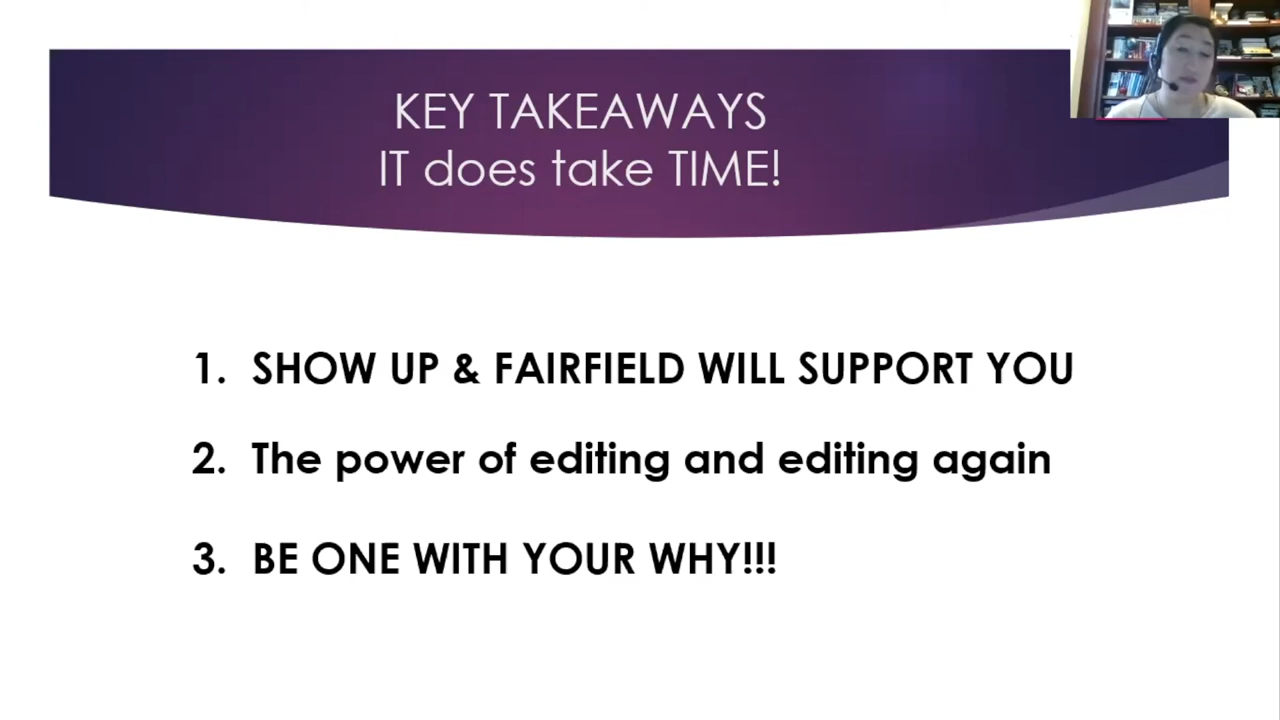 KEY TAKEAWAYS
IT does take TIME!
1. SHOW UP & FAIRFIELD WILL SUPPORT YOU
2. The power of editing and editing again
3. BE ONE WITH YOUR WHY!!!